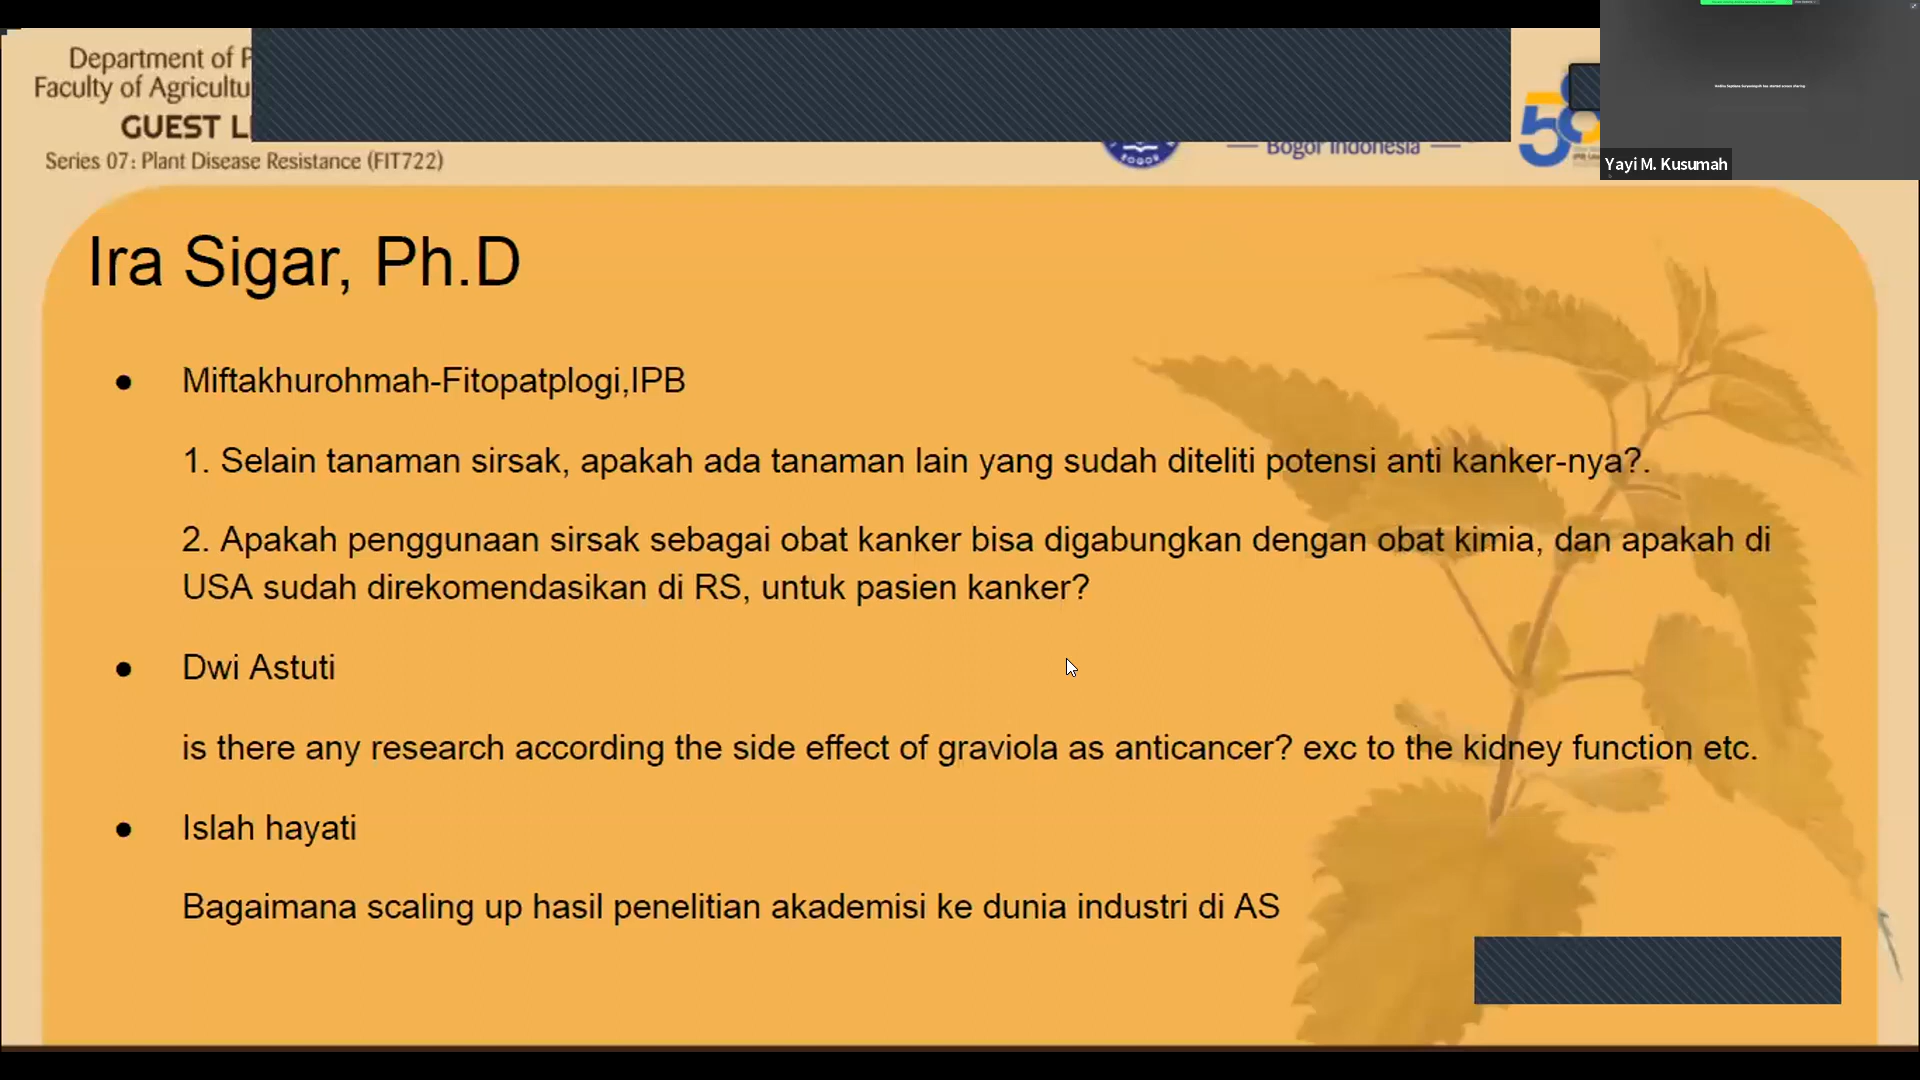 Department of P
Faculty of Agricultu
GUEST L
Series 07: Plant Disease Resistance (FIT722)
BOGOR
Bogor Indonesia
58
Yayi M. Kusumah
Ira Sigar, Ph.D
● Miftakhurohmah-Fitopatplogi,IPB
1. Selain tanaman sirsak, apakah ada tanaman lain yang sudah diteliti potensi anti kanker-nya?.
2. Apakah penggunaan sirsak sebagai obat kanker bisa digabungkan dengan obat kimia, dan apakah di
USA sudah direkomendasikan di RS, untuk pasien kanker?
● Dwi Astuti
is there any research according the side effect of graviola as anticancer? exc to the kidney function etc.
● Islah hayati
Bagaimana scaling up hasil penelitian akademisi ke dunia industri di AS